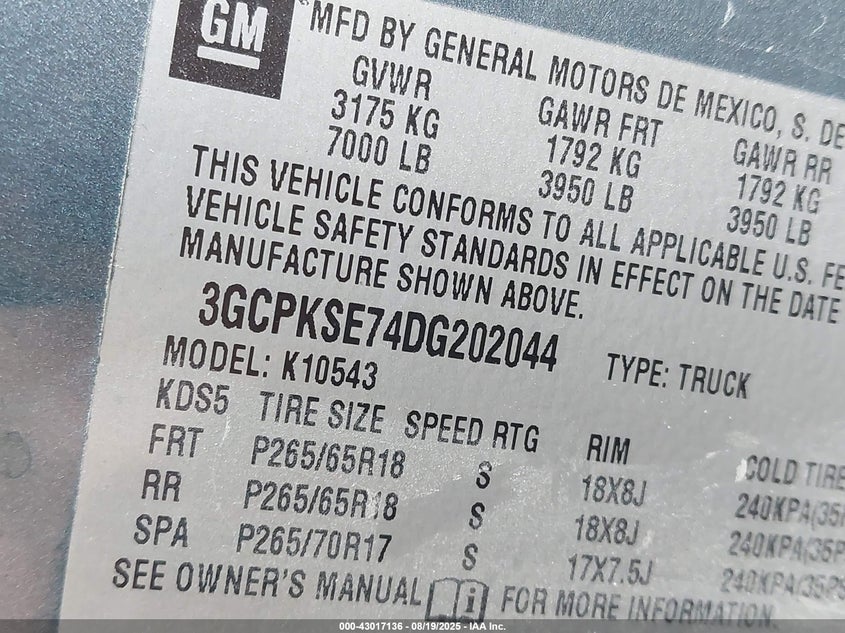 GM
MFD BY GENERAL MOTORS DE MEXICO, S. DE
GVWR GAWR FRT GAWR RR
3175 KG 1792 KG 1792 KG
7000 LB 3950 LB 3950 LB
THIS VEHICLE CONFORMS TO ALL APPLICABLE U.S. FE
VEHICLE SAFETY STANDARDS IN EFFECT ON THE DATE
MANUFACTURE SHOWN ABOVE.
3GCPKSE74DG202044 TYPE: TRUCK
MODEL: K10543
KDS5 TIRE SIZE SPEED RTG RIM COLD TIRE
FRT P265/65R18 S 18X8J 240KPA(35P
RR P265/65R18 S 18X8J 240KPA(35P
SPA P265/70R17 S 17X7.5J 240KPA(35PS
SEE OWNER'S MANUAL FOR MORE INFORMATION.
000-43017136 - 08/19/2025 - IAA Inc.